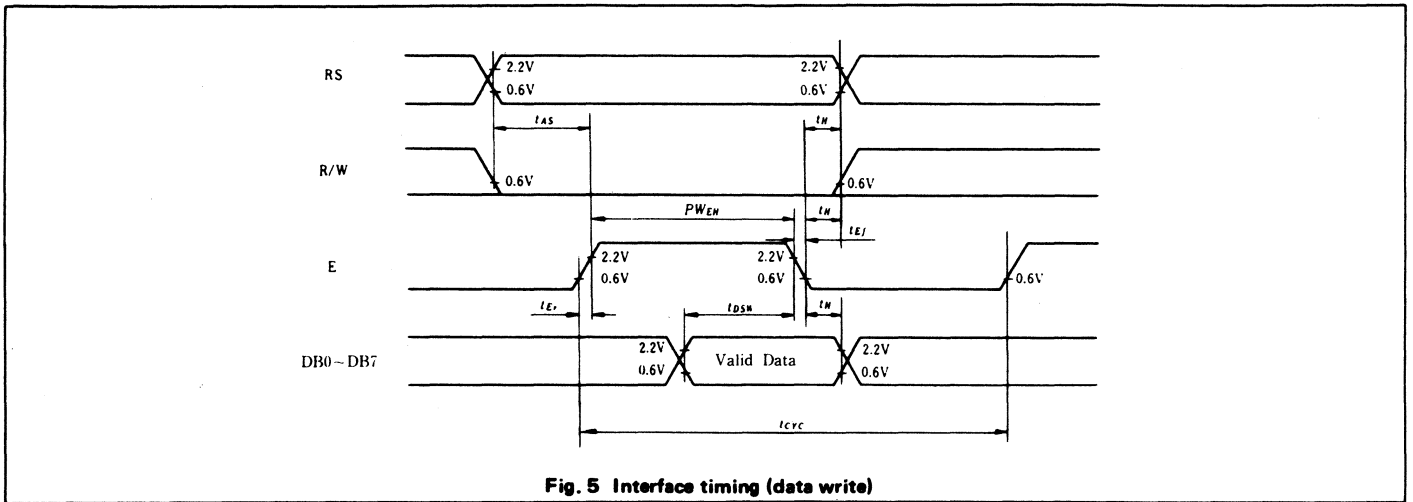 RS
2.2V
0.6V
2.2V
0.6V
tAS
tH
R/W
0.6V
0.6V
PWEH
tH
tEf
E
2.2V
0.6V
2.2V
0.6V
0.6V
tEr
tDSW
tH
DB0~DB7
2.2V
0.6V
Valid Data
2.2V
0.6V
tCYC
Fig. 5 Interface timing (data write)